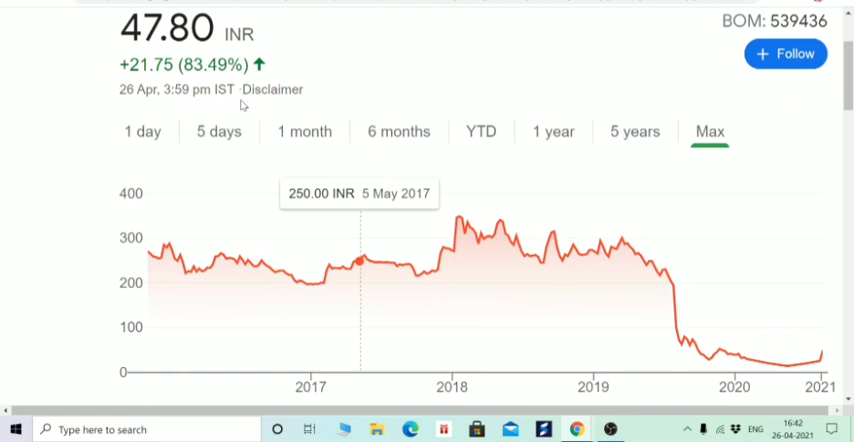 47.80 INR
BOM: 539436
+21.75 (83.49%)
+ Follow
26 Apr, 3:59 pm IST · Disclaimer
1 day 5 days 1 month 6 months YTD 1 year 5 years Max
250.00 INR 5 May 2017
400
300
200
100
0
2017 2018 2019 2020 2021
Type here to search
ENG
16:42
26-04-2021